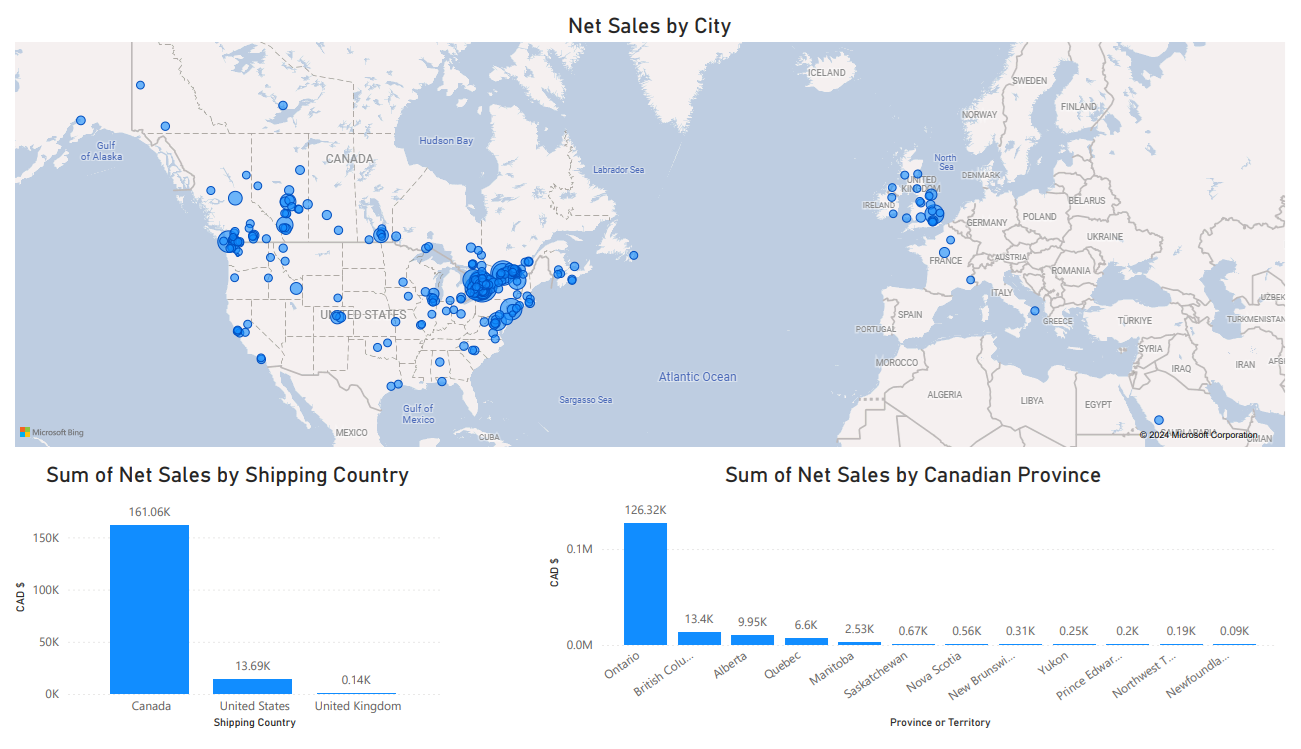 Net Sales by City
ICELAND
SWEDEN
FINLAND
NORWAY
Gulf
of Alaska
Hudson Bay
CANADA
Labrador Sea
North
Sea
DENMARK
UNITED
KINGDOM
IRELAND
BELARUS
POLAND
GERMANY
UKRAINE
FRANCE
AUSTRIA
ROMANIA
ITALY
UZBEK
UNITED STATES
SPAIN
PORTUGAL
GREECE
TÜRKIYE
TURKMENISTAN
SYRIA
MOROCCO
IRAQ
IRAN
AFG
Atlantic Ocean
ALGERIA
LIBYA
EGYPT
Sargasso Sea
Gulf of
Mexico
MEXICO
CUBA
SAUDI ARABIA
OMAN
Microsoft Bing
© 2024 Microsoft Corporation
Sum of Net Sales by Shipping Country
CAD $
150K
100K
50K
0K
161.06K
13.69K
0.14K
Canada
United States
United Kingdom
Shipping Country
Sum of Net Sales by Canadian Province
CAD $
0.1M
0.0M
126.32K
13.4K
9.95K
6.6K
2.53K
0.67K
0.56K
0.31K
0.25K
0.2K
0.19K
0.09K
Ontario
British Colu...
Alberta
Quebec
Manitoba
Saskatchewan
Nova Scotia
New Brunswi...
Yukon
Prince Edwar...
Northwest T...
Newfoundla...
Province or Territory